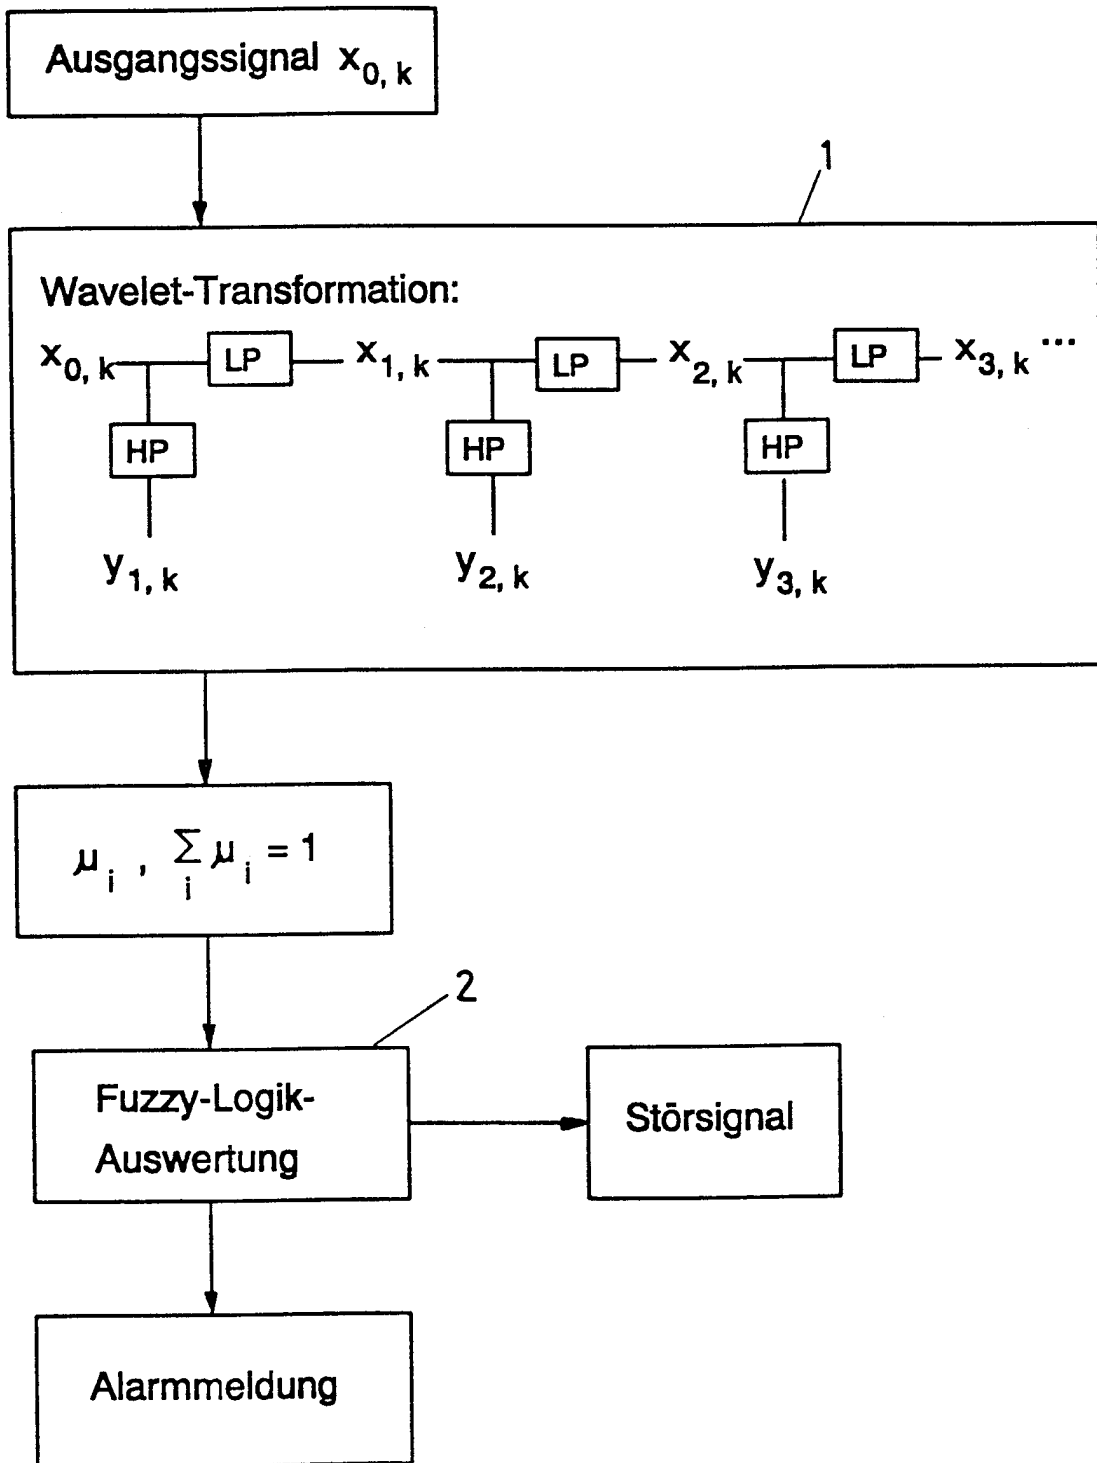 Ausgangssignal x0, k
1
Wavelet-Transformation:
x0, k LP x1, k LP x2, k LP x3, k ...
HP HP HP
y1, k y2, k y3, k
μi , Σi μi = 1
2
Fuzzy-Logik-
Auswertung
Störsignal
Alarmmeldung